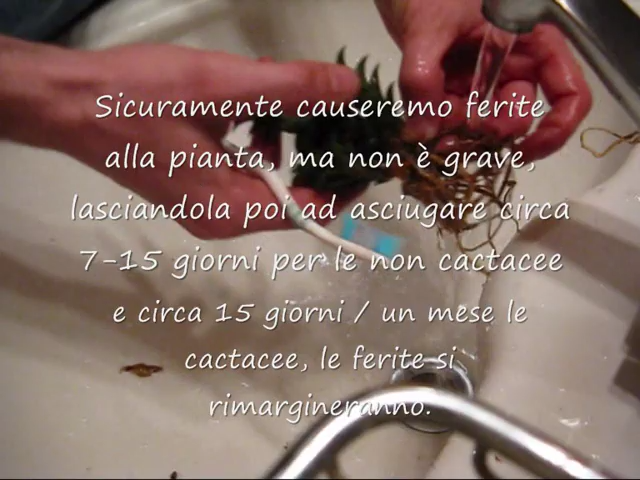 Sicuramente causeremo ferite
alla pianta, ma non è grave,
lasciandola poi ad asciugare circa
7-15 giorni per le non cactacee
e circa 15 giorni / un mese le
cactacee, le ferite si
rimargineranno.